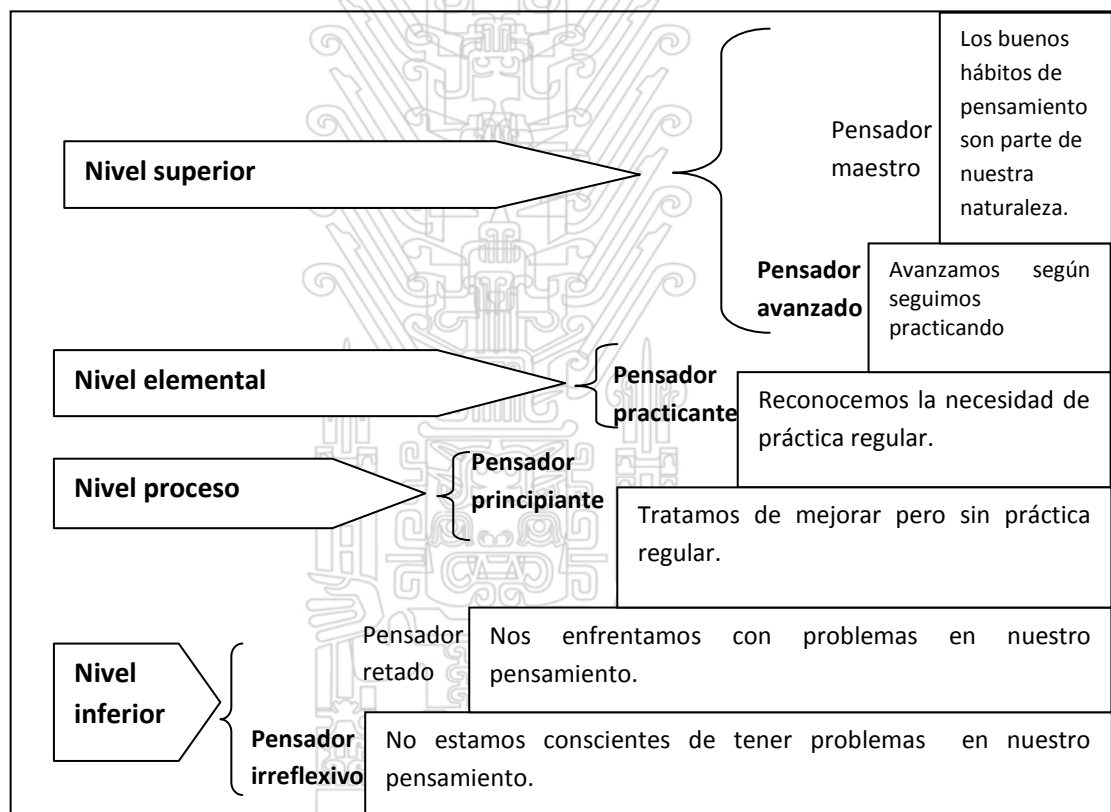 Los buenos
hábitos de
pensamiento
son parte de
nuestra
naturaleza.
Pensador
maestro
Nivel superior
Pensador
avanzado
Avanzamos según
seguimos
practicando
Nivel elemental
Pensador
practicante
Reconocemos la necesidad de
práctica regular.
Nivel proceso
Pensador
principiante
Tratamos de mejorar pero sin práctica
regular.
Nivel
inferior
Pensador
retado
Nos enfrentamos con problemas en nuestro
pensamiento.
Pensador
irreflexivo
No estamos conscientes de tener problemas en nuestro
pensamiento.